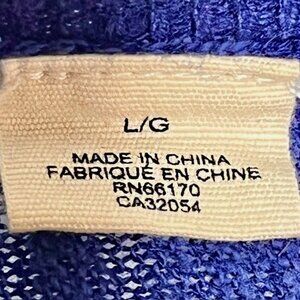 L/G
MADE IN CHINA
FABRIQUÉ EN CHINE
RN66170
CA32054